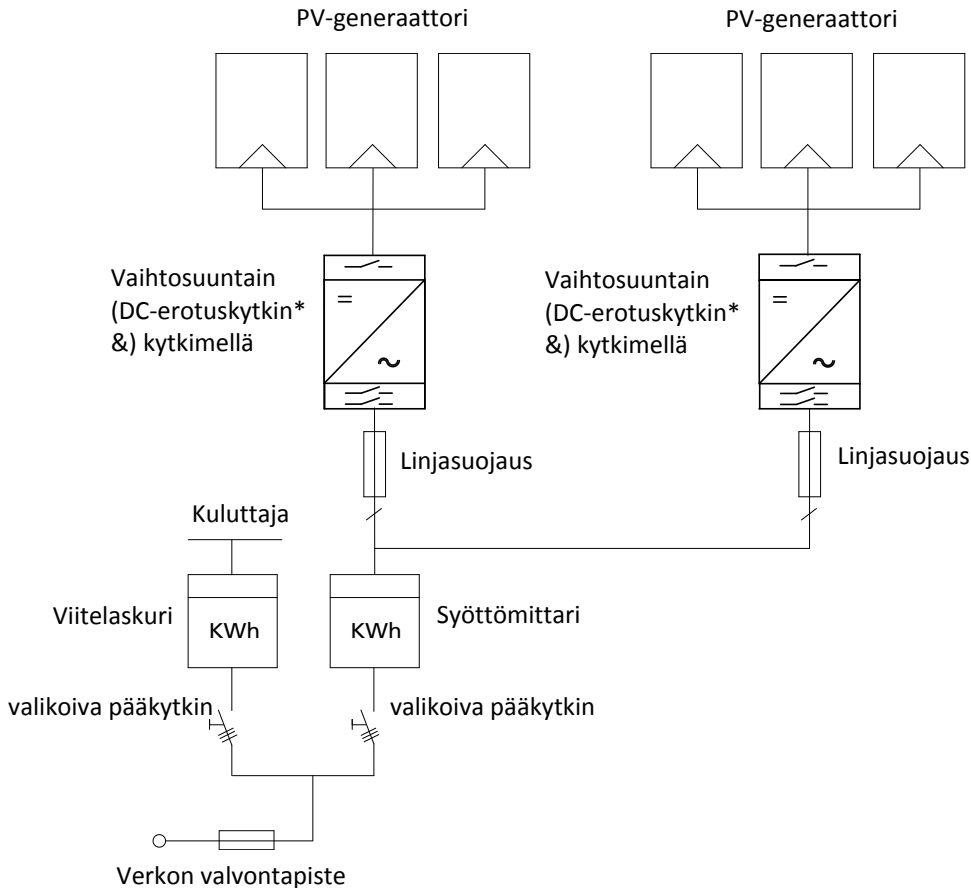 PV-generaattori
PV-generaattori
Vaihtosuuntain
(DC-erotuskytkin*
&) kytkimellä
=
~
Vaihtosuuntain
(DC-erotuskytkin*
&) kytkimellä
=
~
Linjasuojaus
Linjasuojaus
Kuluttaja
Viitelaskuri
KWh
KWh
Syöttömittari
valikoiva pääkytkin
valikoiva pääkytkin
Verkon valvontapiste